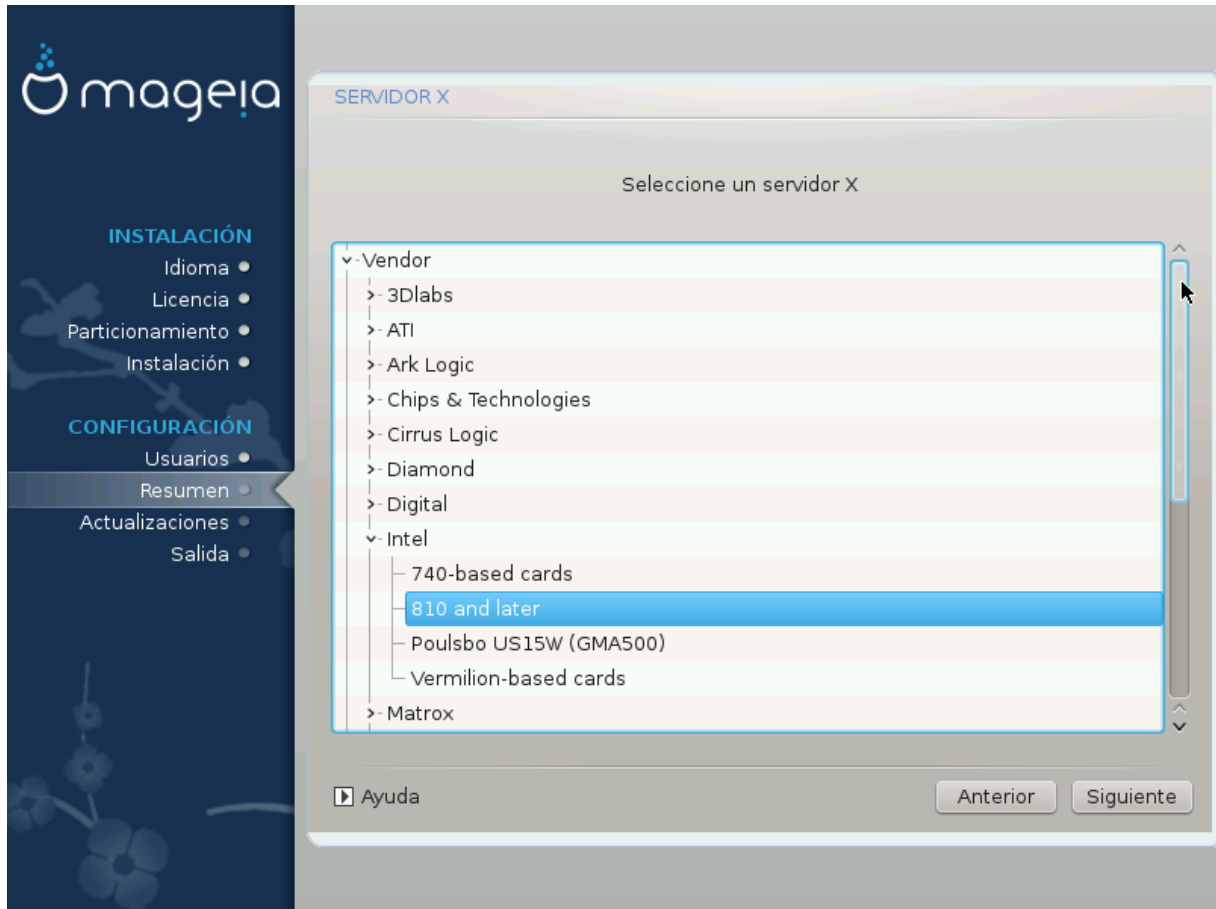 mageia
INSTALACIÓN
Idioma
Licencia
Particionamiento
Instalación
CONFIGURACIÓN
Usuarios
Resumen
Actualizaciones
Salida
SERVIDOR X
Seleccione un servidor X
Vendor
3Dlabs
ATI
Ark Logic
Chips & Technologies
Cirrus Logic
Diamond
Digital
Intel
740-based cards
810 and later
Poulsbo US15W (GMA500)
Vermilion-based cards
Matrox
Ayuda
Anterior
Siguiente